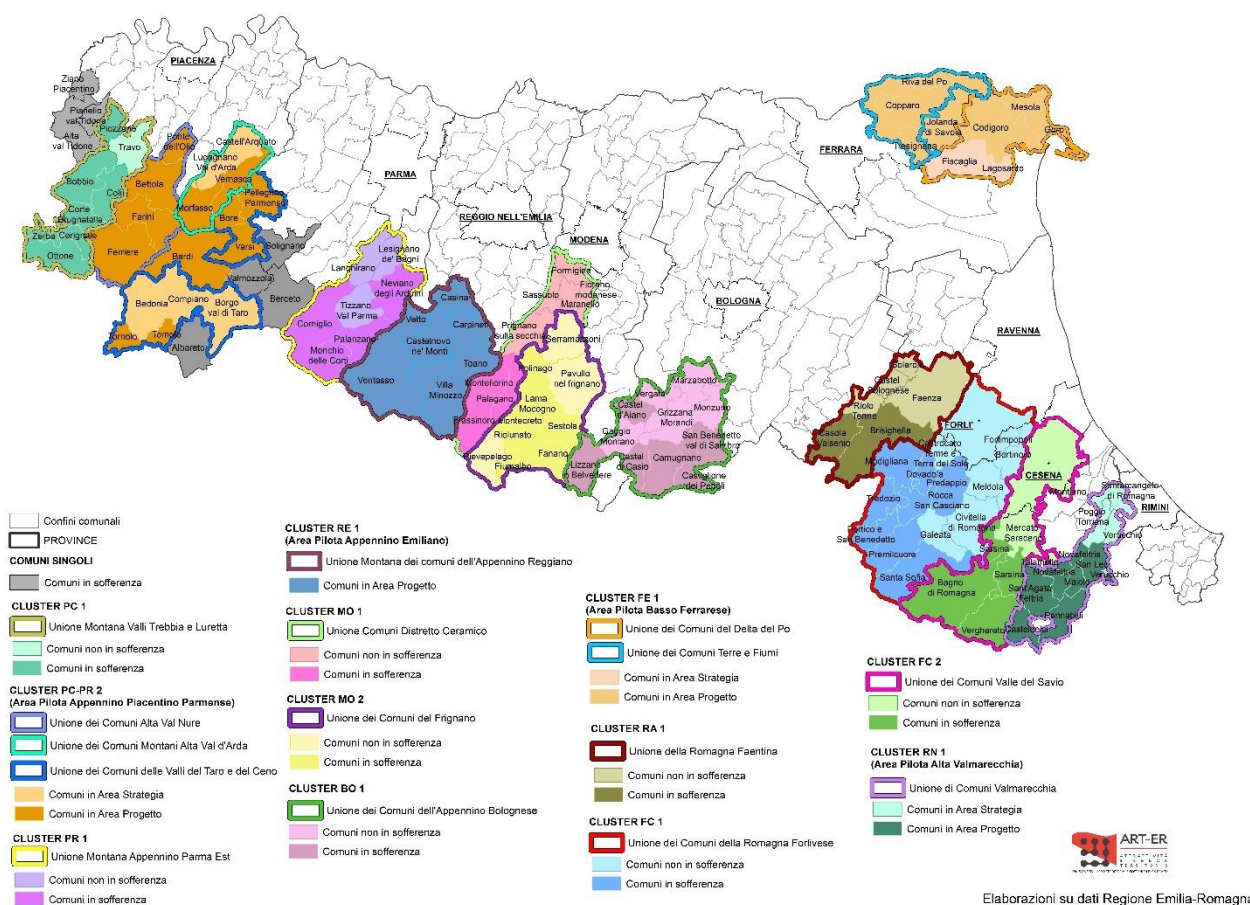 PIACENZA
Ziano
Piacentino
Pianello
val Tidone
Alta
val Tidone
Piozzano
Travo
Ponte
dell'Olio
Castell'Arquato
Lugagnano
Val d'Arda
Vernasca
Bettola
Bobbio
Coli
Corte
Brugnatella
Zerba
Cerignale
Ottone
Farini
Ferriere
Morfasso
Bore
Pellegrino
Parmense
Varsi
Bardi
Solignano
Valmozzola
Berceto
Bedonia
Compiano
Borgo
val di Taro
Tornolo
Tornolo
Albareto
PARMA
Lesignano
de' Bagni
Langhirano
Neviano
degli Arduini
Tizzano
Val Parma
Corniglio
Palanzano
Monchio
delle Corti
REGGIO NELL'EMILIA
Casina
Vetto
Carpineti
Castelnovo
ne' Monti
Toano
Ventasso
Villa
Minozzo
MODENA
Formigine
Fiorano
modenese
Sassuolo
Maranello
Prignano
sulla secchia
Serramazzoni
Polinago
Pavullo
nel frignano
Montefiorino
Palagano
Frassinoro
Lama
Mocogno
Montecreto
Sestola
Riolunato
Fanano
Pievepelago
Fiumalbo
BOLOGNA
Marzabotto
Vergato
Castel
d'Aiano
Grizzana
Morandi
Monzuno
Gaggio
Montano
San Benedetto
val di Sambro
Castel
di Casio
Camugnano
Lizzano
in Belvedere
Castiglione
dei Pepoli
FERRARA
Riva del Po
Copparo
Mesola
Jolanda
di Savoia
Codigoro
Goro
Tresignana
Fiscaglia
Lagosanto
RAVENNA
Solarolo
Castel
Bolognese
Faenza
Riolo
Terme
Casola
Valsenio
Brisighella
FORLI'
Forlimpopoli
Bertinoro
Castrocaro
Terme e
Terra del Sole
Modigliana
Dovadola
Predappio
Meldola
Rocca
San Casciano
Tredozio
Civitella
di Romagna
Portico e
San Benedetto
Galeata
Premilcuore
Santa Sofia
CESENA
Montiano
Mercato
Saraceno
Sarsina
Bagno
di Romagna
Sarsina
Verghereto
RIMINI
Santarcangelo
di Romagna
Poggio
Torriana
Verucchio
Novafeltria
Talamello
San Leo
Novafeltria
Verucchio
Maiolo
Sant'Agata
Feltria
Pennabilli
Casteldelci
Confini comunali
PROVINCE
COMUNI SINGOLI
Comuni in sofferenza
CLUSTER PC 1
Unione Montana Valli Trebbia e Luretta
Comuni non in sofferenza
Comuni in sofferenza
CLUSTER PC-PR 2
(Area Pilota Appennino Piacentino Parmense)
Unione dei Comuni Alta Val Nure
Unione dei Comuni Montani Alta Val d'Arda
Unione dei Comuni delle Valli del Taro e del Ceno
Comuni in Area Strategia
Comuni in Area Progetto
CLUSTER PR 1
Unione Montana Appennino Parma Est
Comuni non in sofferenza
Comuni in sofferenza
CLUSTER RE 1
(Area Pilota Appennino Emiliano)
Unione Montana dei comuni dell'Appennino Reggiano
Comuni in Area Progetto
CLUSTER MO 1
Unione Comuni Distretto Ceramico
Comuni non in sofferenza
Comuni in sofferenza
CLUSTER MO 2
Unione dei Comuni del Frignano
Comuni non in sofferenza
Comuni in sofferenza
CLUSTER BO 1
Unione dei Comuni dell'Appennino Bolognese
Comuni non in sofferenza
Comuni in sofferenza
CLUSTER FE 1
(Area Pilota Basso Ferrarese)
Unione dei Comuni del Delta del Po
Unione dei Comuni Terre e Fiumi
Comuni in Area Strategia
Comuni in Area Progetto
CLUSTER RA 1
Unione della Romagna Faentina
Comuni non in sofferenza
Comuni in sofferenza
CLUSTER FC 1
Unione dei Comuni della Romagna Forlivese
Comuni non in sofferenza
Comuni in sofferenza
CLUSTER FC 2
Unione dei Comuni Valle del Savio
Comuni non in sofferenza
Comuni in sofferenza
CLUSTER RN 1
(Area Pilota Alta Valmarecchia)
Unione di Comuni Valmarecchia
Comuni in Area Strategia
Comuni in Area Progetto
ART-ER
ATTRATTIVITÀ
RICERCA
TERRITORIO
Elaborazioni su dati Regione Emilia-Romagna